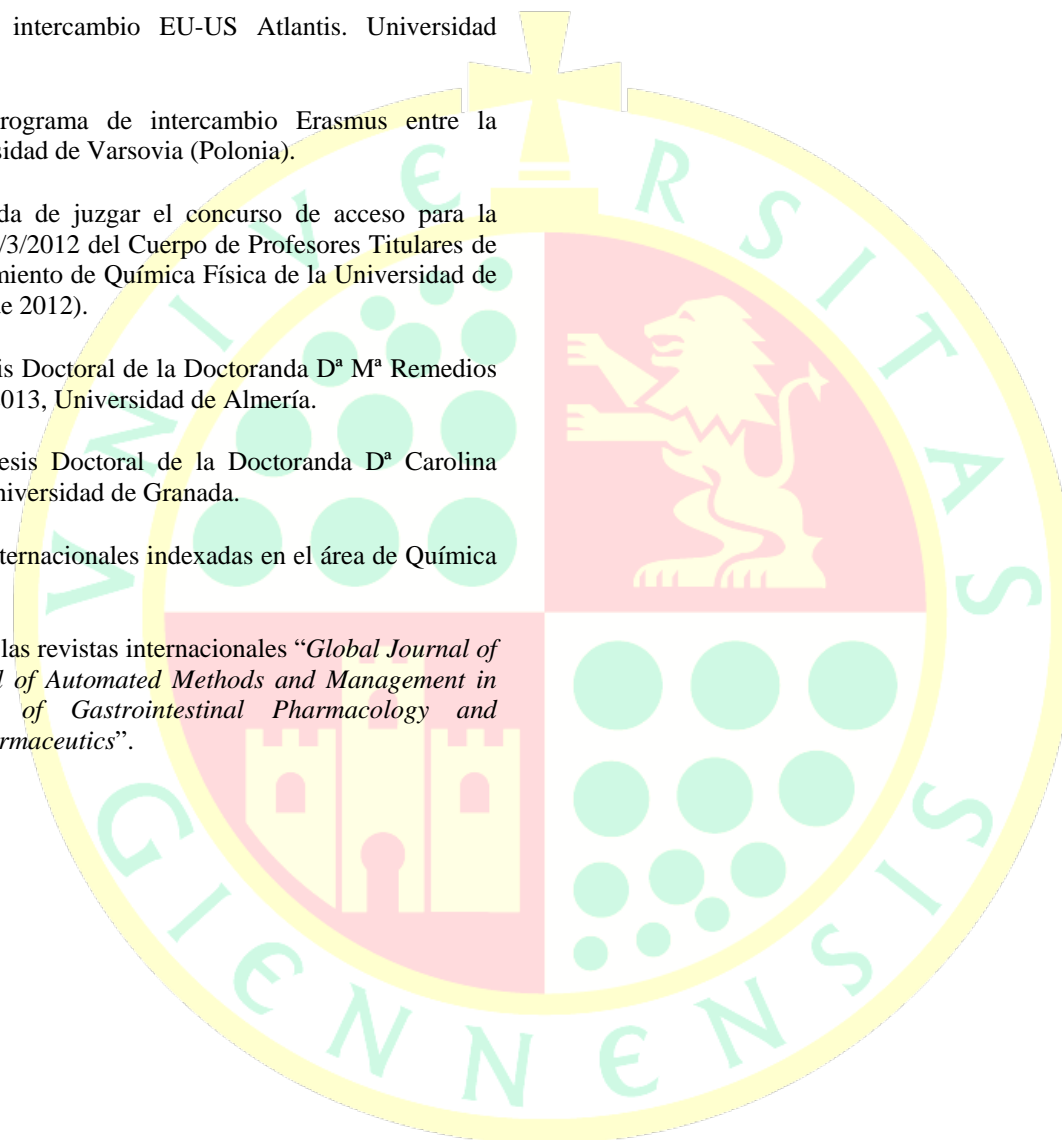 intercambio EU-US Atlantis. Universidad
rograma de intercambio Erasmus entre la
sidad de Varsovia (Polonia).
da de juzgar el concurso de acceso para la
/3/2012 del Cuerpo de Profesores Titulares de
miento de Química Física de la Universidad de
de 2012).
is Doctoral de la Doctoranda Dª Mª Remedios
013, Universidad de Almería.
esis Doctoral de la Doctoranda Dª Carolina
niversidad de Granada.
nternacionales indexadas en el área de Química
las revistas internacionales “Global Journal of
l of Automated Methods and Management in
of Gastrointestinal Pharmacology and
rmaceutics”.
VNIVERSITAS
GIENNENSIS